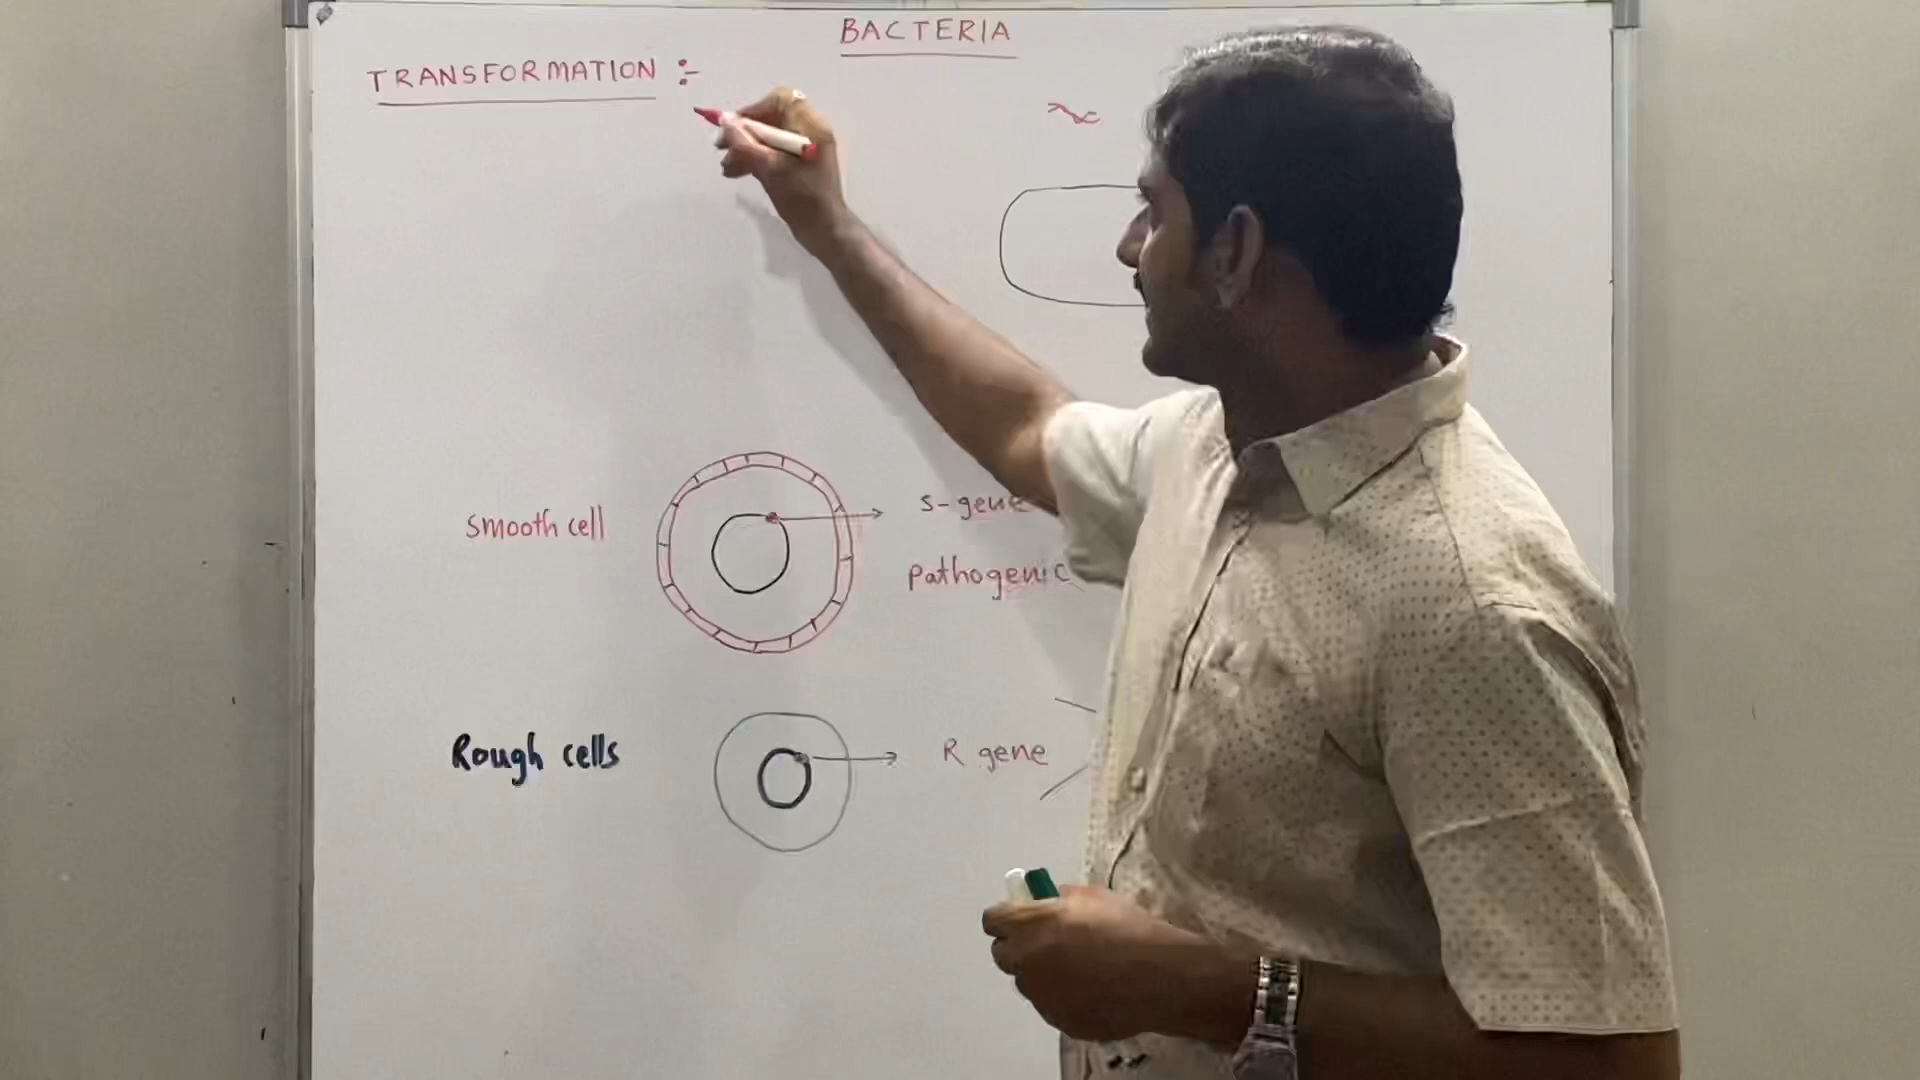 BACTERIA
TRANSFORMATION :-
smooth cell
s-gene
pathogenic
Rough cells
R gene